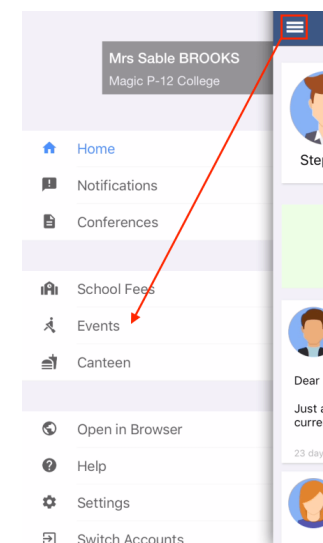 Mrs Sable BROOKS
Magic P-12 College
Home
Notifications
Conferences
School Fees
Events
Canteen
Open in Browser
Help
Settings
Switch Accounts
Dear
Just
23 day